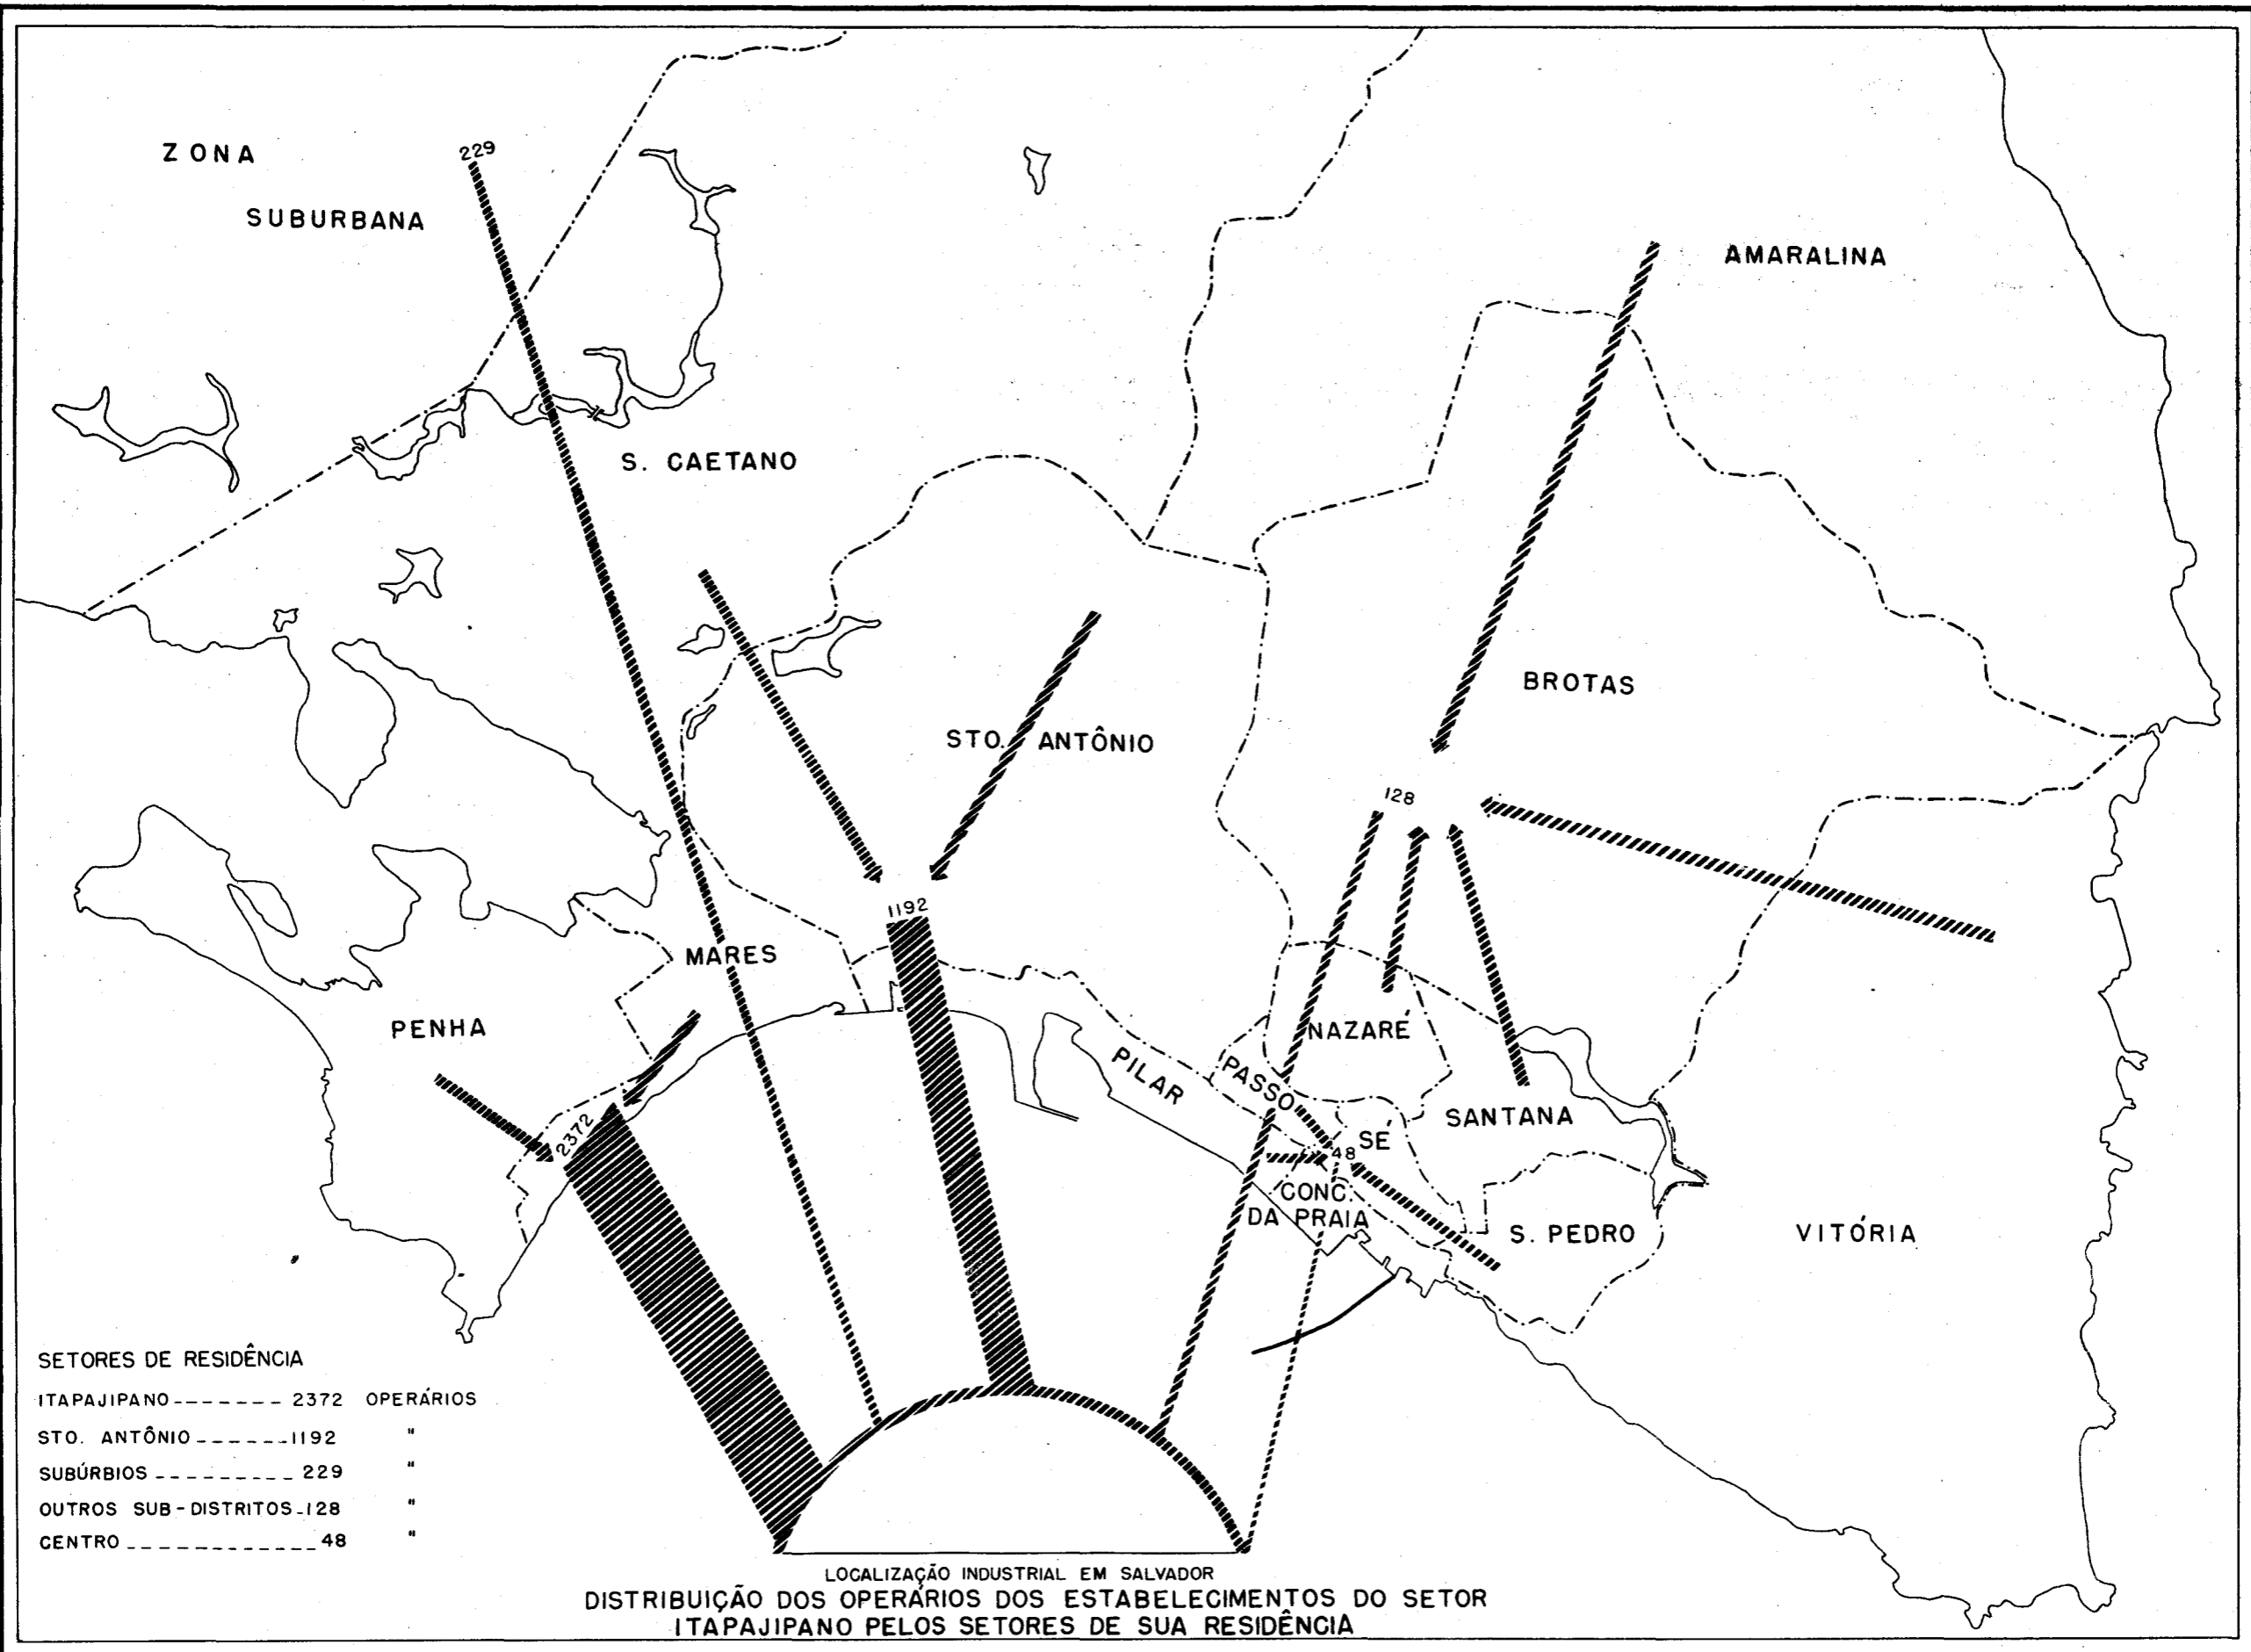 229
ZONA
SUBURBANA
AMARALINA
S. CAETANO
BROTAS
STO. ANTÔNIO
128
1192
MARES
PENHA
NAZARÉ
PILAR
PASSO
SANTANA
SÉ
2372
48
CONC.
DA PRAIA
S. PEDRO
VITÓRIA
SETORES DE RESIDÊNCIA
ITAPAJIPANO------- 2372 OPERÁRIOS
STO. ANTÔNIO------1192 "
SUBÚRBIOS--------- 229 "
OUTROS SUB-DISTRITOS-128 "
CENTRO------------48 "
LOCALIZAÇÃO INDUSTRIAL EM SALVADOR
DISTRIBUIÇÃO DOS OPERÁRIOS DOS ESTABELECIMENTOS DO SETOR
ITAPAJIPANO PELOS SETORES DE SUA RESIDÊNCIA